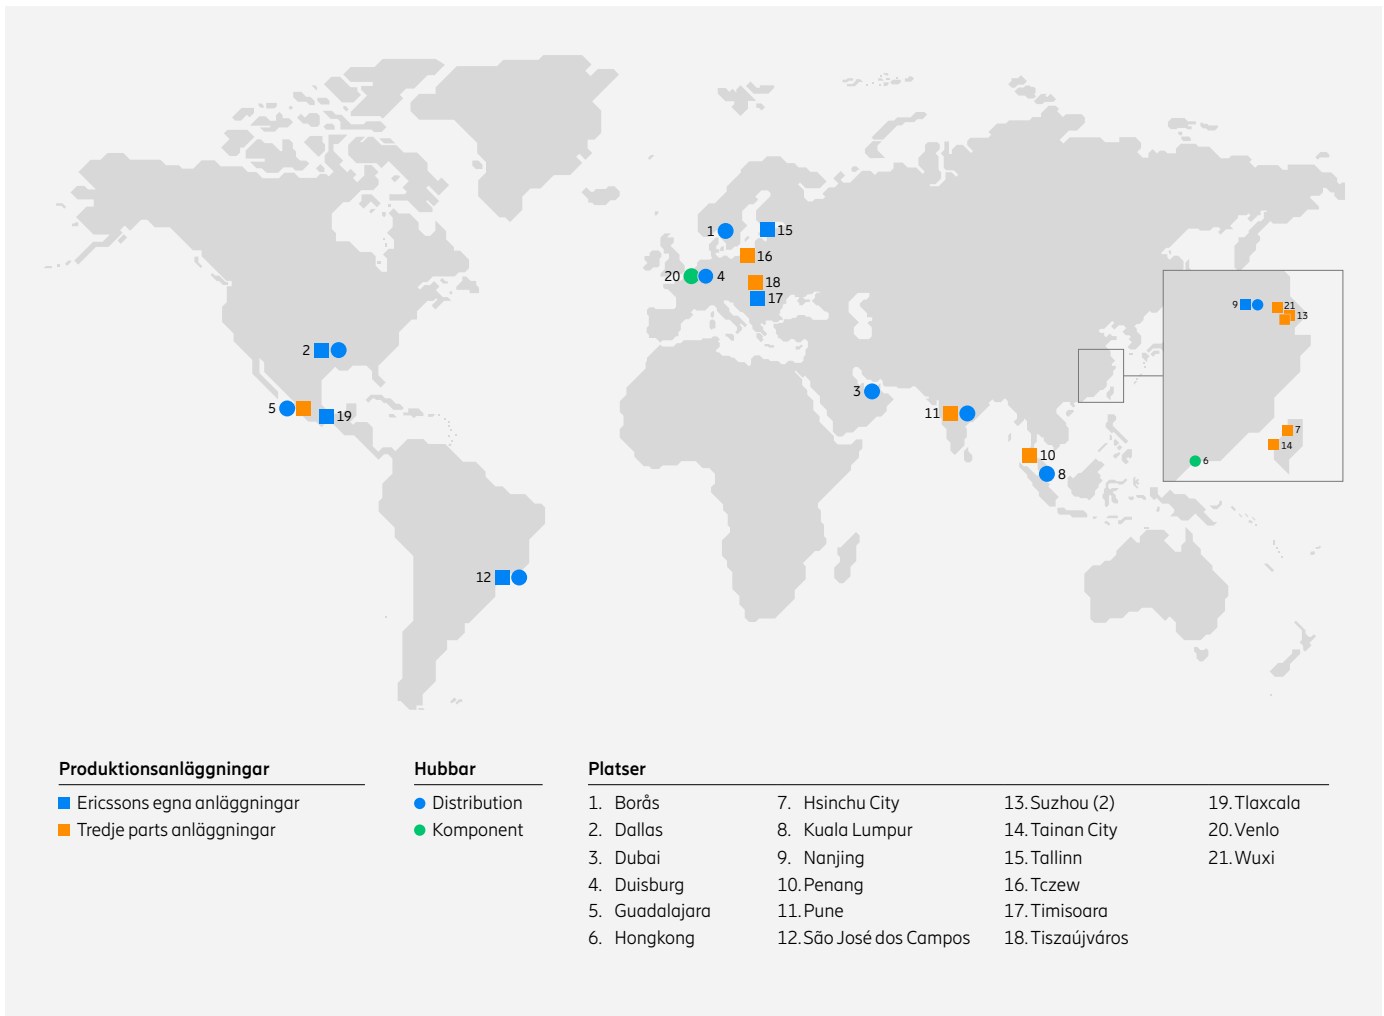 1
15
16
20
4
18
17
9
21
13
2
3
5
19
11
7
14
10
6
8
12
Produktionsanläggningar
Ericssons egna anläggningar
Tredje parts anläggningar
Hubbar
Distribution
Komponent
Platser
1. Borås
2. Dallas
3. Dubai
4. Duisburg
5. Guadalajara
6. Hongkong
7. Hsinchu City
8. Kuala Lumpur
9. Nanjing
10. Penang
11. Pune
12. São José dos Campos
13. Suzhou (2)
14. Tainan City
15. Tallinn
16. Tczew
17. Timisoara
18. Tiszaújváros
19. Tlaxcala
20. Venlo
21. Wuxi